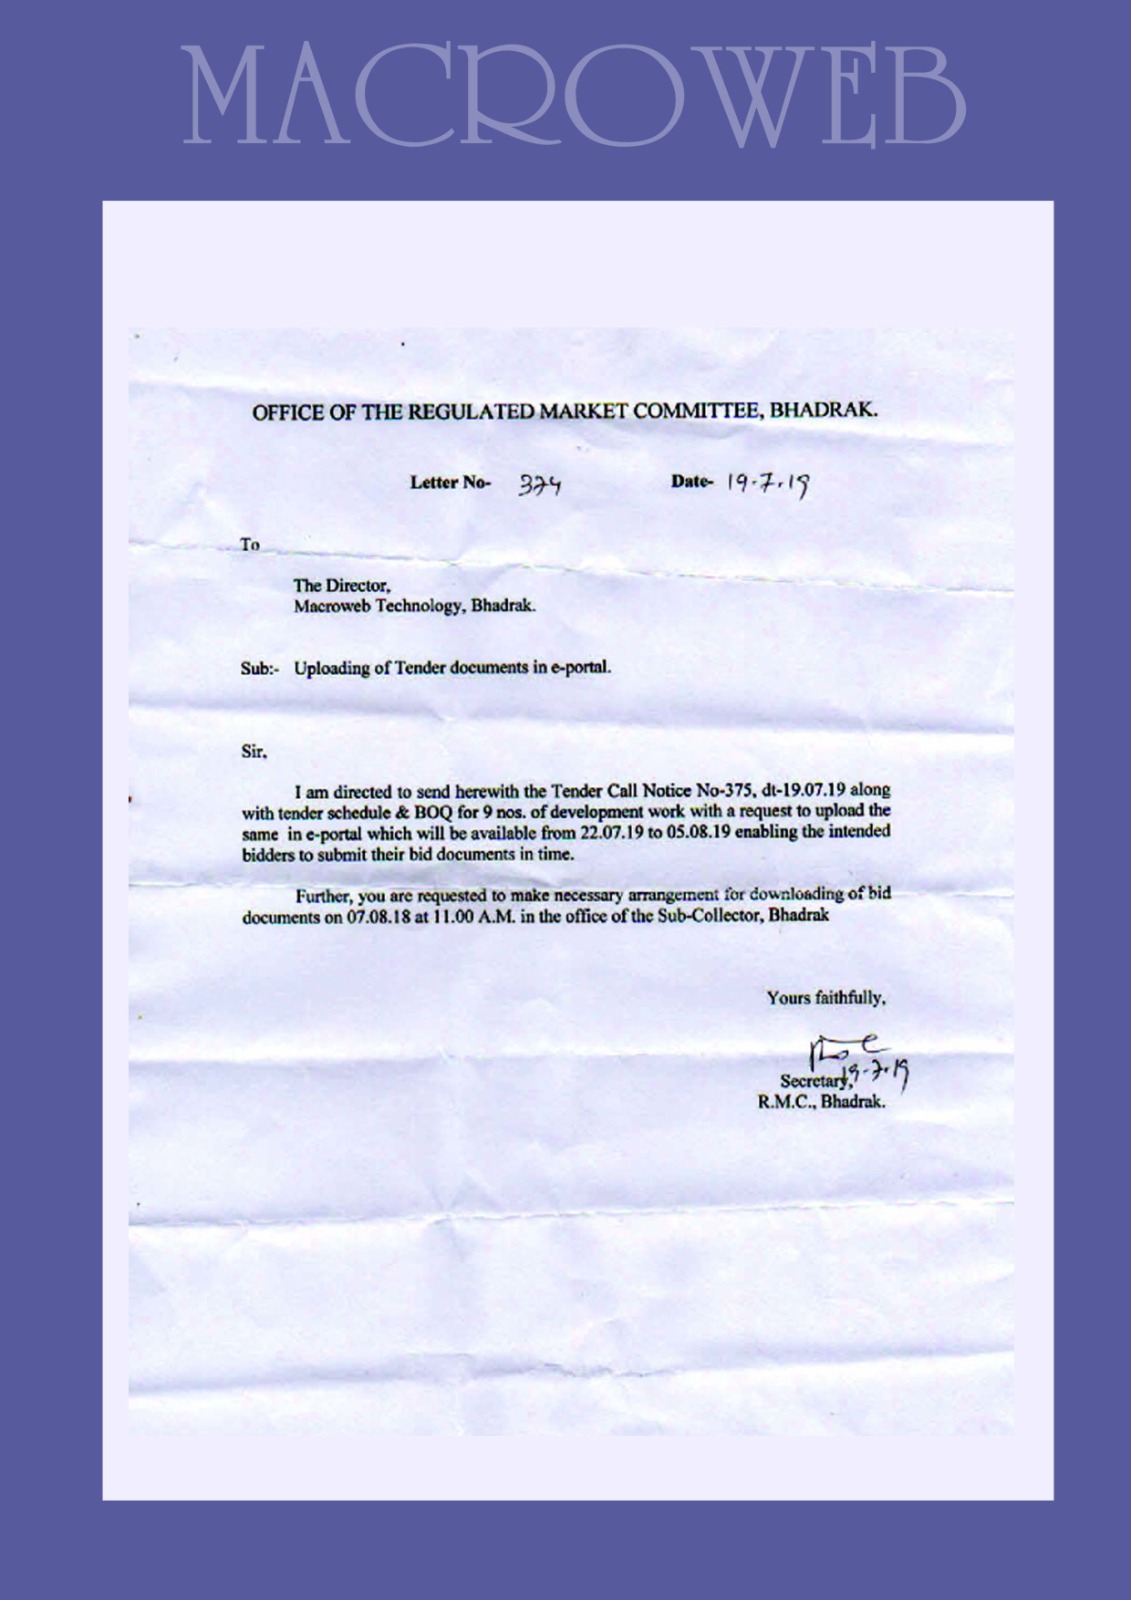 MACROWEB
OFFICE OF THE REGULATED MARKET COMMITTEE, BHADRAK.
Letter No- 374 Date- 19-7.19
To
The Director,
Macroweb Technology, Bhadrak.
Sub:- Uploading of Tender documents in e-portal.
Sir,
I am directed to send herewith the Tender Call Notice No-375, dt-19.07.19 along
with tender schedule & BOQ for 9 nos. of development work with a request to upload the
same in e-portal which will be available from 22.07.19 to 05.08.19 enabling the intended
bidders to submit their bid documents in time.
Further, you are requested to make necessary arrangement for downloading of bid
documents on 07.08.18 at 11.00 A.M. in the office of the Sub-Collector, Bhadrak
Yours faithfully,
19-7.19
Secretary,
R.M.C., Bhadrak.